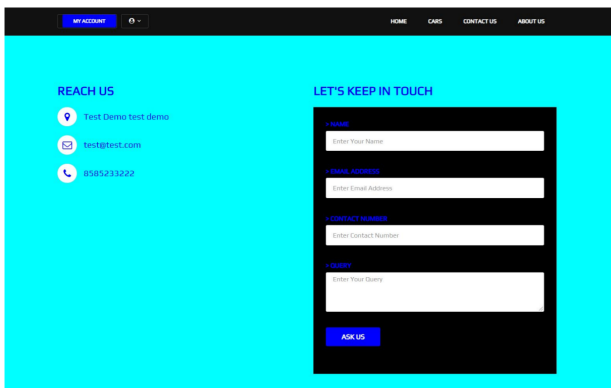 MY ACCOUNT
HOME CARS CONTACT US ABOUT US
REACH US
Test Demo test demo
test@test.com
8585233222
LET'S KEEP IN TOUCH
* NAME
Enter Your Name
* EMAIL ADDRESS
Enter Email Address
* CONTACT NUMBER
Enter Contact Number
* QUERY
Enter Your Query
ASK US